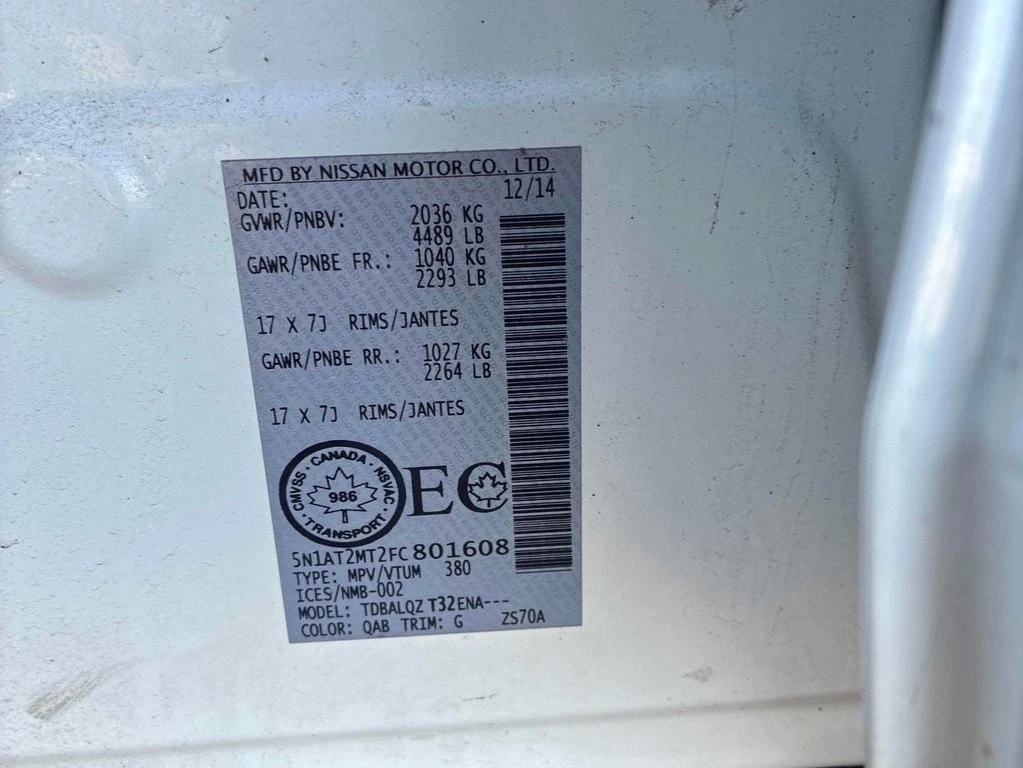 MFD BY NISSAN MOTOR CO., LTD.
DATE: 12/14
GVWR/PNBV: 2036 KG
4489 LB
GAWR/PNBE FR.: 1040 KG
2293 LB
17 X 7J RIMS/JANTES
GAWR/PNBE RR.: 1027 KG
2264 LB
17 X 7J RIMS/JANTES
CMVSS · CANADA · NSVAC · TRANSPORT ·
986
EC
5N1AT2MT2FC801608
TYPE: MPV/VTUM 380
ICES/NMB-002
MODEL: TDBALQZ T32ENA---
COLOR: QAB TRIM: G ZS70A